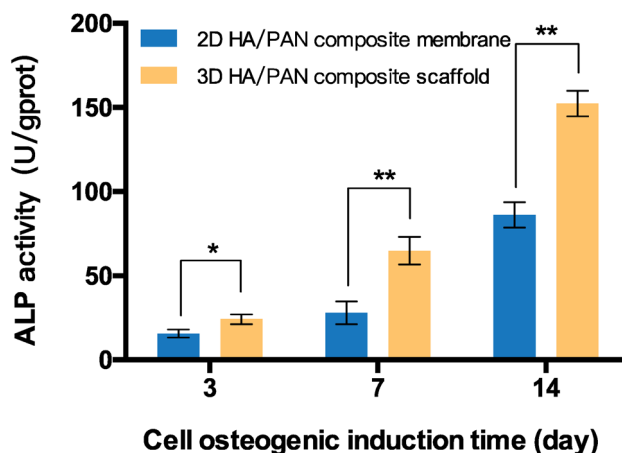 2D HA/PAN composite membrane
3D HA/PAN composite scaffold
ALP activity (U/gprot)
200
150
100
50
0
*
**
**
3
7
14
Cell osteogenic induction time (day)